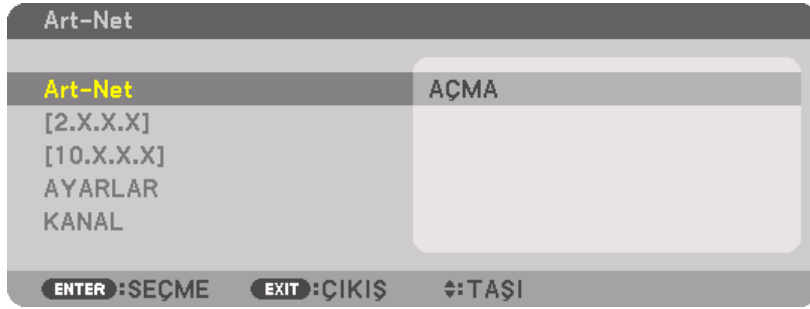 Art-Net
Art-Net AÇMA
[2.X.X.X]
[10.X.X.X]
AYARLAR
KANAL
ENTER:SEÇME EXIT:ÇIKIŞ :TAŞI